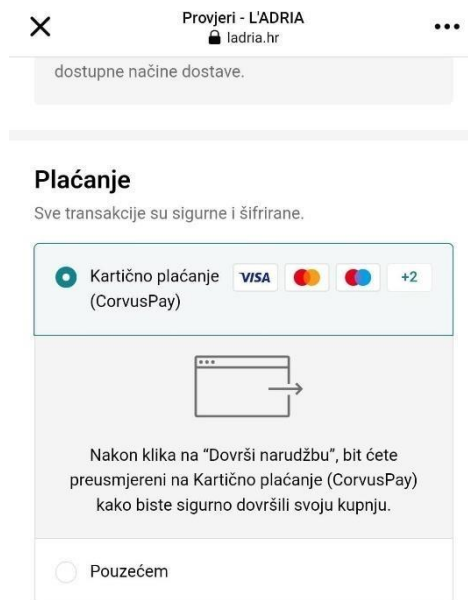 Provjeri - L'ADRIA
ladria.hr
dostupne načine dostave.
Plaćanje
Sve transakcije su sigurne i šifrirane.
Kartično plaćanje VISA +2
(CorvusPay)
Nakon klika na “Dovrši narudžbu”, bit ćete
preusmjereni na Kartično plaćanje (CorvusPay)
kako biste sigurno dovršili svoju kupnju.
Pouzećem